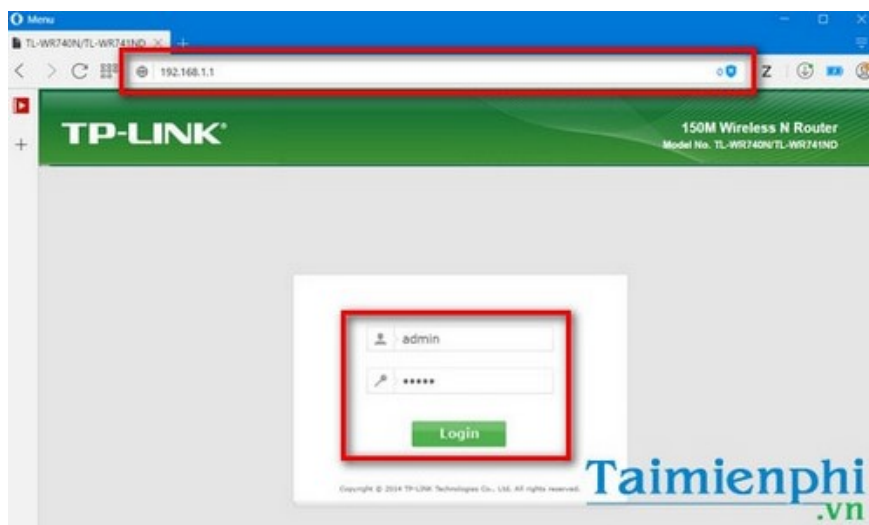 Menu
TL-WR740N/TL-WR741ND
192.168.1.1
TP-LINK®
150M Wireless N Router
Model No. TL-WR740N/TL-WR741ND
admin
•••••
Login
Copyright © 2014 TP-LINK Technologies Co., Ltd. All rights reserved.
Taimienphi
.vn